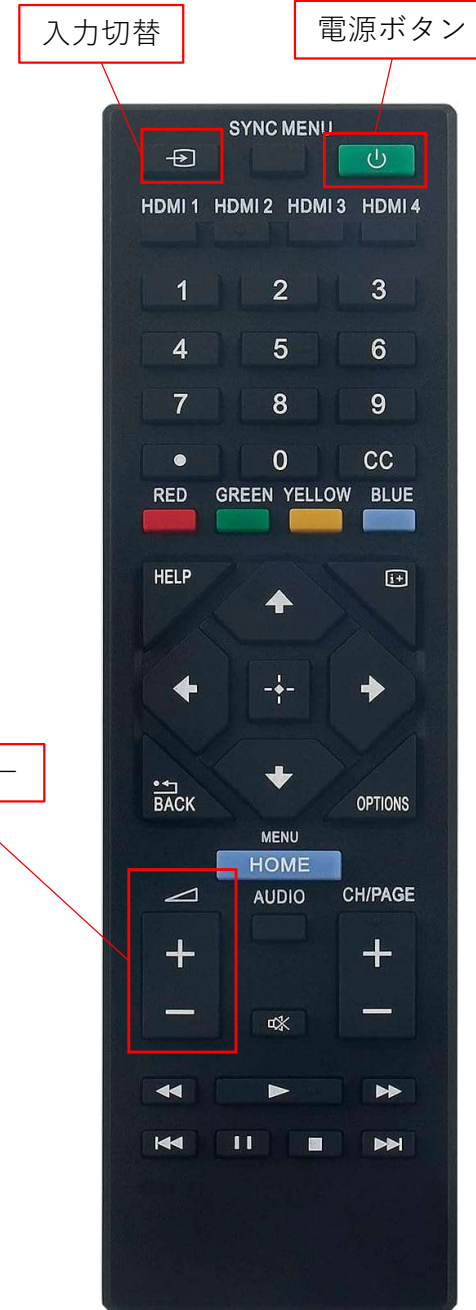 入力切替
電源ボタン
SYNC MENU
HDMI 1 HDMI 2 HDMI 3 HDMI 4
1 2 3
4 5 6
7 8 9
• 0 CC
RED GREEN YELLOW BLUE
HELP i+
BACK OPTIONS
MENU
HOME
AUDIO CH/PAGE
+ +
− −